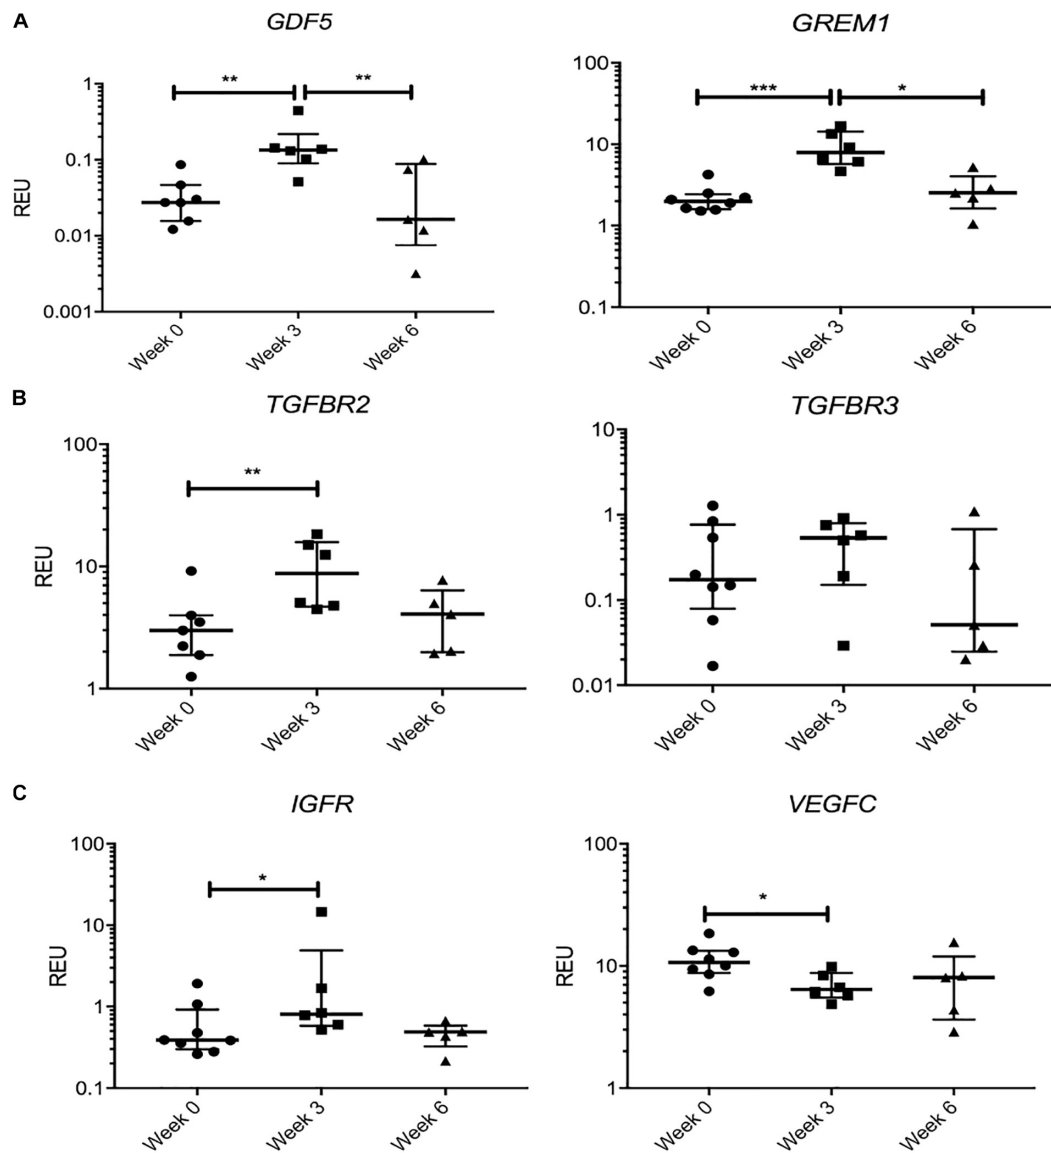 A
GDF5
GREM1
** **
*** *
REU
1
0.1
0.01
0.001
Week 0
Week 3
Week 6
100
10
1
0.1
Week 0
Week 3
Week 6
B
TGFBR2
TGFBR3
**
REU
100
10
1
Week 0
Week 3
Week 6
10
1
0.1
0.01
Week 0
Week 3
Week 6
C
IGFR
VEGFC
*
REU
100
10
1
0.1
Week 0
Week 3
Week 6
*
REU
100
10
1
Week 0
Week 3
Week 6